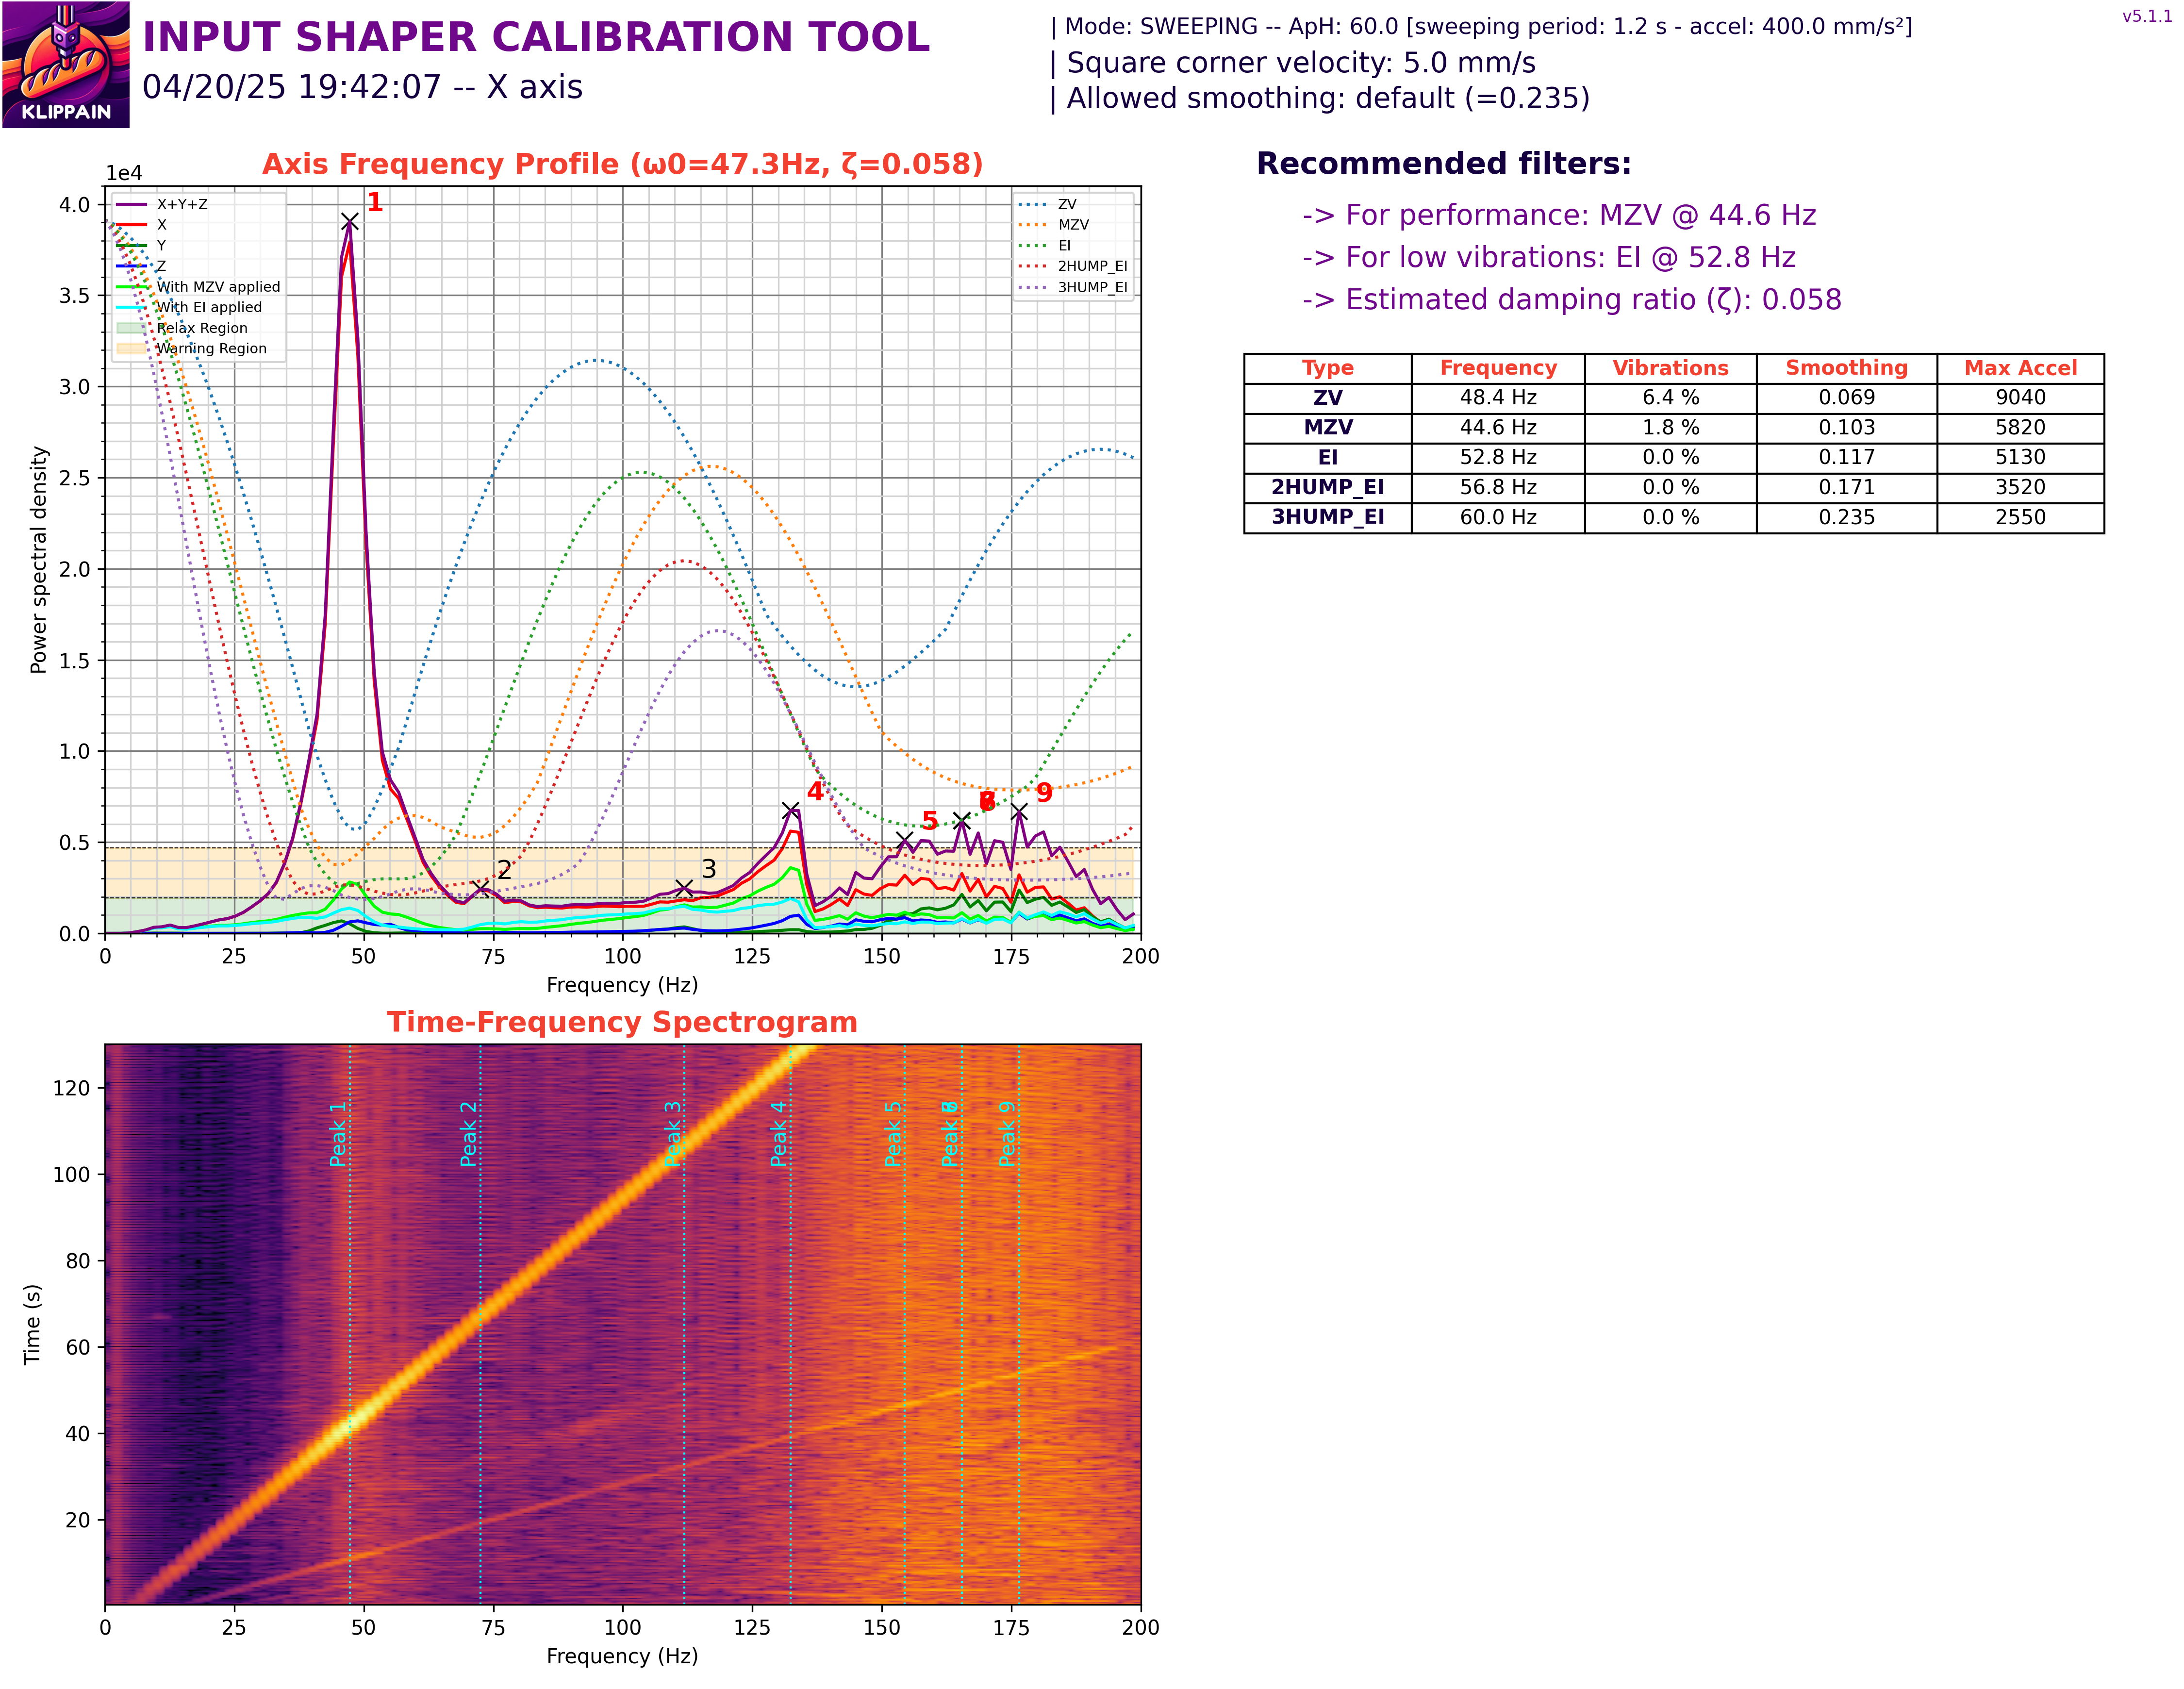 KLIPPAIN
INPUT SHAPER CALIBRATION TOOL
04/20/25 19:42:07 -- X axis
| Mode: SWEEPING -- ApH: 60.0 [sweeping period: 1.2 s - accel: 400.0 mm/s²]
| Square corner velocity: 5.0 mm/s
| Allowed smoothing: default (=0.235)
v5.1.1
Axis Frequency Profile (ω0=47.3Hz, ζ=0.058)
1e4
4.0
3.5
3.0
2.5
2.0
1.5
1.0
0.5
0.0
Power spectral density
X+Y+Z
X
Y
Z
With MZV applied
With EI applied
Relax Region
Warning Region
ZV
MZV
EI
2HUMP_EI
3HUMP_EI
1
2
3
4
5
9
0 25 50 75 100 125 150 175 200
Frequency (Hz)
Recommended filters:
-> For performance: MZV @ 44.6 Hz
-> For low vibrations: EI @ 52.8 Hz
-> Estimated damping ratio (ζ): 0.058
Type Frequency Vibrations Smoothing Max Accel
ZV 48.4 Hz 6.4 % 0.069 9040
MZV 44.6 Hz 1.8 % 0.103 5820
EI 52.8 Hz 0.0 % 0.117 5130
2HUMP_EI 56.8 Hz 0.0 % 0.171 3520
3HUMP_EI 60.0 Hz 0.0 % 0.235 2550
Time-Frequency Spectrogram
120
100
80
60
40
20
Time (s)
Peak 1
Peak 2
Peak 3
Peak 4
Peak 5
Peak
Peak 9
0 25 50 75 100 125 150 175 200
Frequency (Hz)